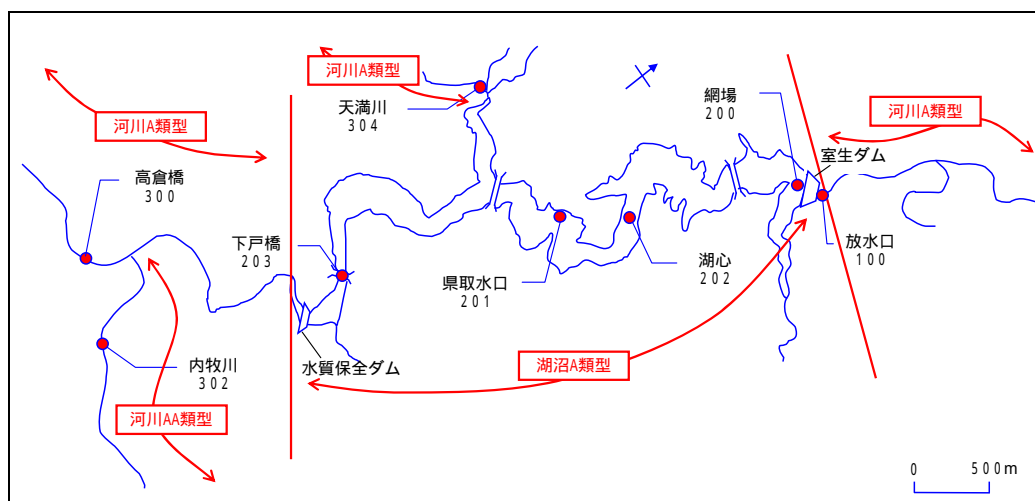 河川A類型
天満川
304
網場
200
河川A類型
河川A類型
室生ダム
高倉橋
300
下戸橋
203
県取水口
201
湖心
202
放水口
100
内牧川
302
水質保全ダム
湖沼A類型
河川AA類型
0 500m